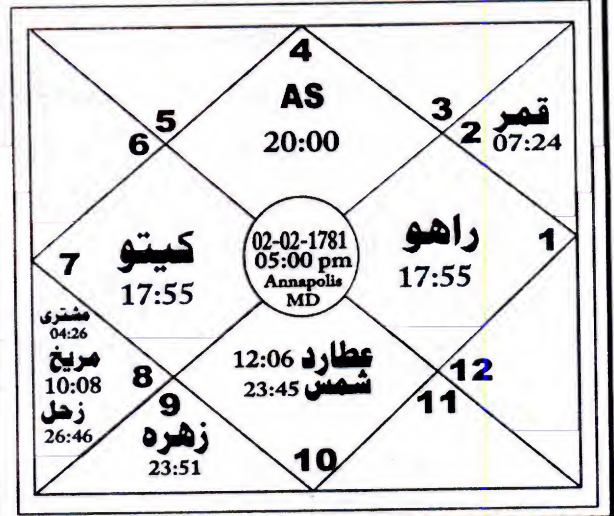 4
AS
20:00
5
6
3
2
قمر
07:24
کیتو
17:55
7
02-02-1781
05:00 pm
Annapolis
MD
راهو
17:55
1
مشتری
04:26
مریخ
10:08
زحل
26:46
8
9
زهره
23:51
12:06 عطارد
23:45 شمس
10
12
11